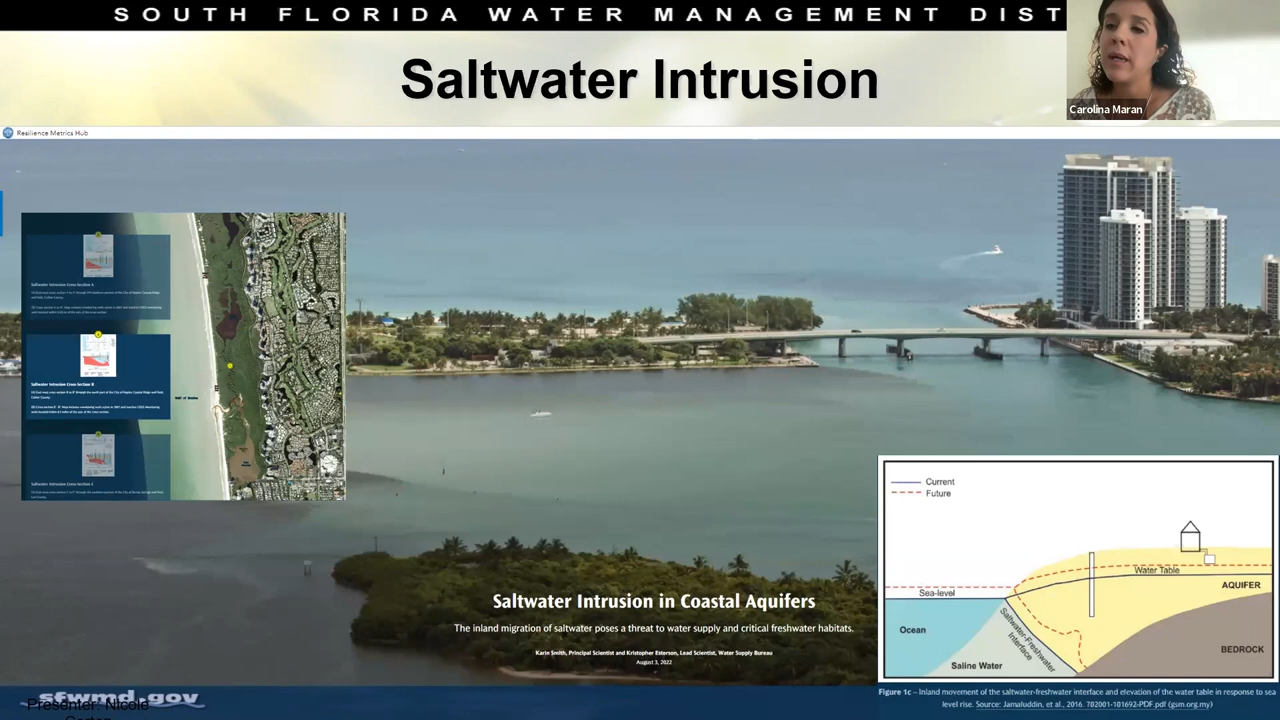 SOUTH FLORIDA WATER MANAGEMENT DIST
Saltwater Intrusion
Carolina Maran
Resilience Metrics Hub
Saltwater Intrusion Cross Section A
Saltwater Intrusion Cross Section B
Saltwater Intrusion Cross Section C
Current
Future
Water Table
Sea-level
AQUIFER
Ocean
Saltwater-Freshwater
Interface
BEDROCK
Saline Water
Saltwater Intrusion in Coastal Aquifers
The inland migration of saltwater poses a threat to water supply and critical freshwater habitats.
Karin Smith, Principal Scientist and Kristopher Esterson, Lead Scientist, Water Supply Bureau
August 3, 2022
Figure 1c – Inland movement of the saltwater-freshwater interface and elevation of the water table in response to sea
level rise. Source: Jamaluddin, et al., 2016. 702001-101692-PDF.pdf (gsm.org.my)
sfwmd.gov
Presenter: Nicole